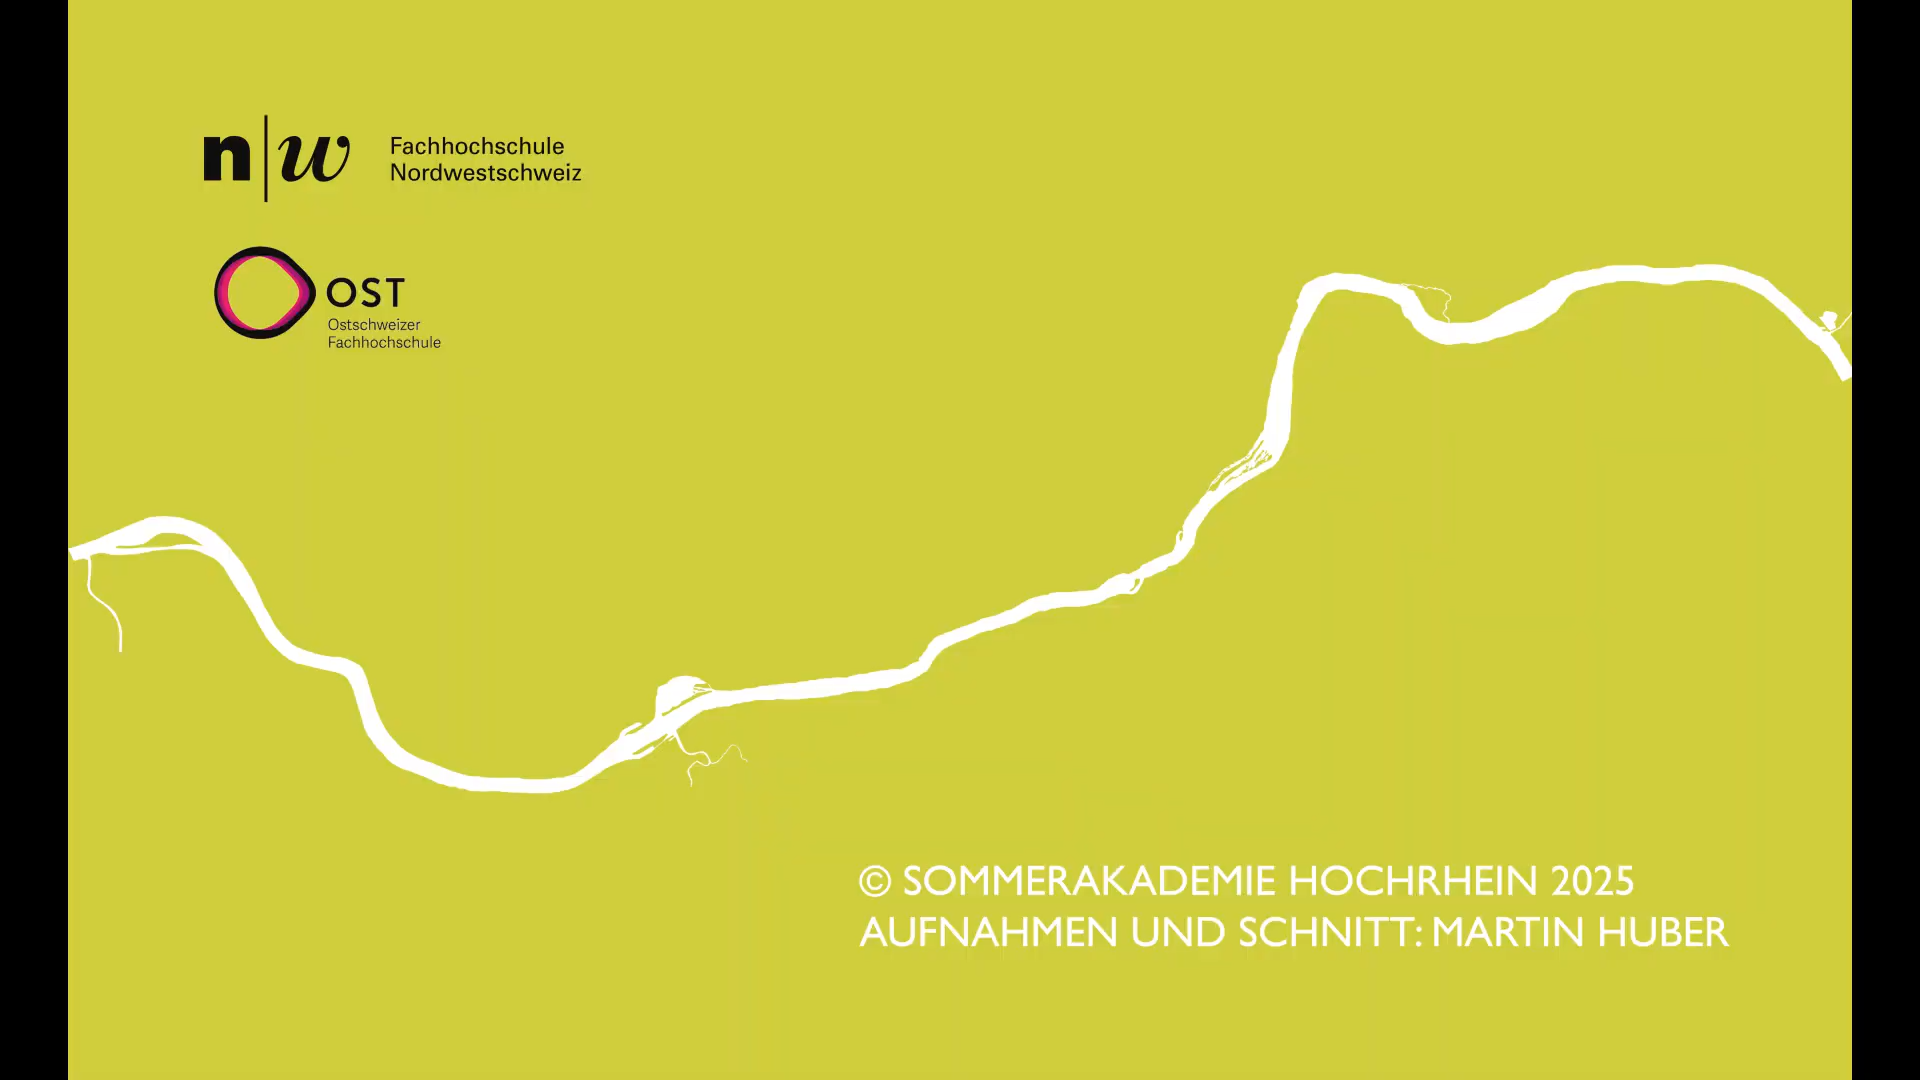 n|w Fachhochschule
Nordwestschweiz
OST
Ostschweizer
Fachhochschule
© SOMMERAKADEMIE HOCHRHEIN 2025
AUFNAHMEN UND SCHNITT: MARTIN HUBER